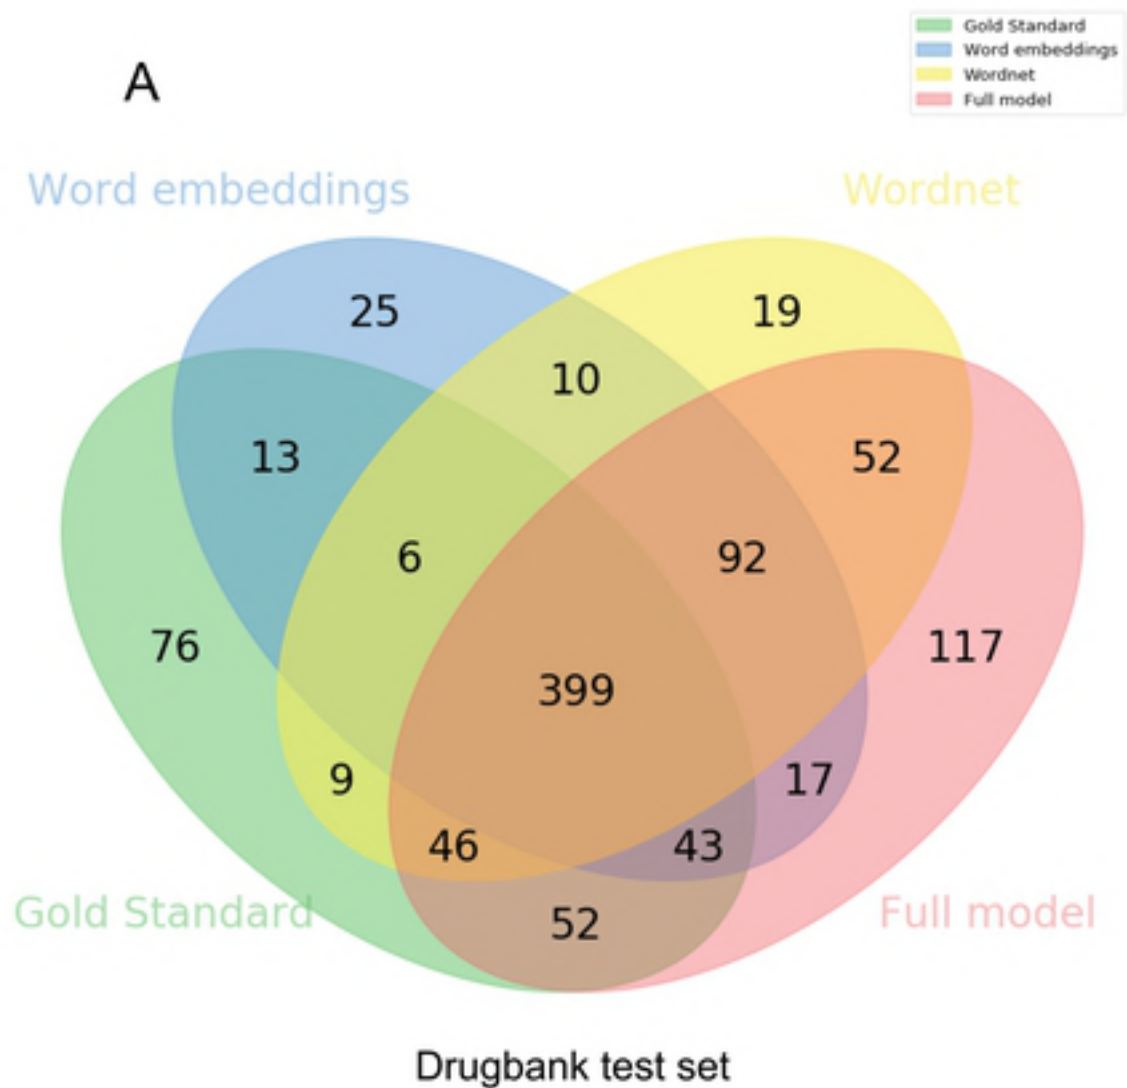 Gold Standard
Word embeddings
Wordnet
Full model
A
Word embeddings
Wordnet
25
19
10
13
52
6
92
76
117
399
9
17
46
43
Gold Standard
Full model
52
Drugbank test set